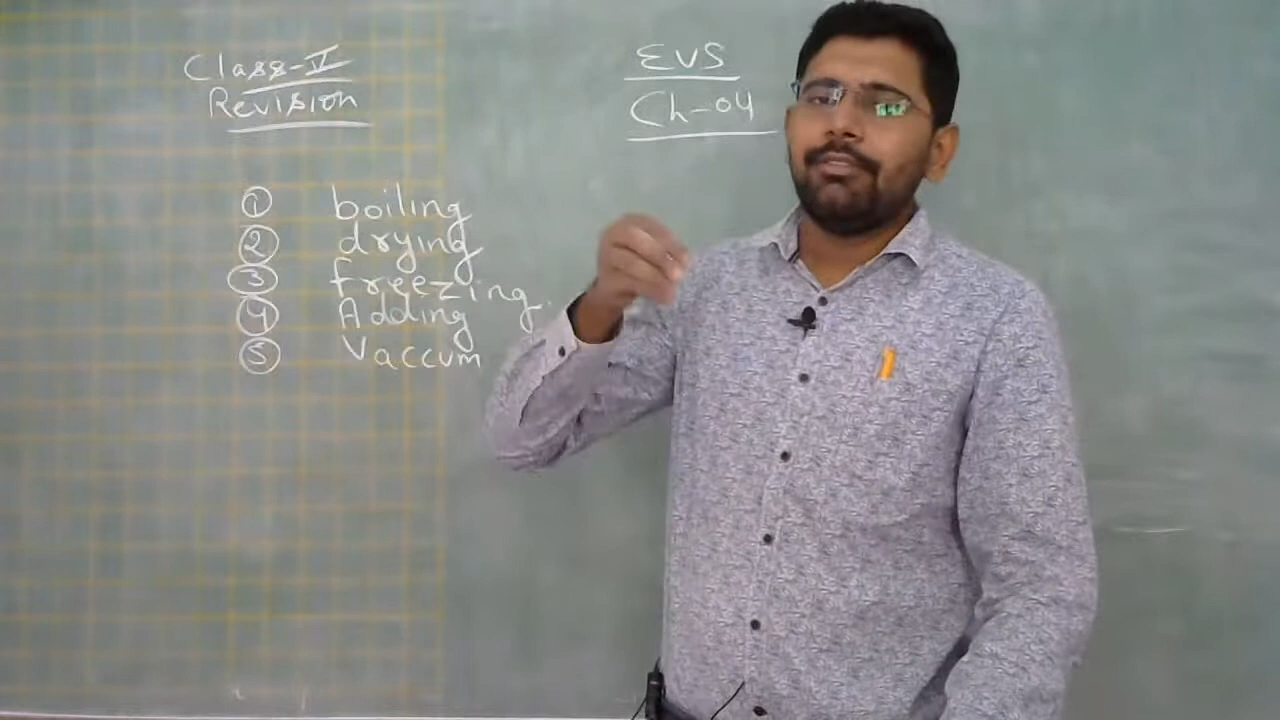 Class-V
Revision
EVS
Ch-04
① boiling
② drying
③ freezing.
④ Adding
⑤ Vaccum